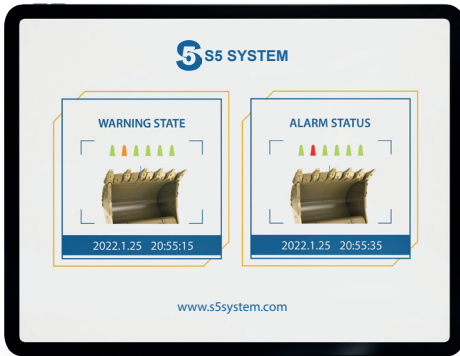 S5 S5 SYSTEM
WARNING STATE
2022.1.25 20:55:15
ALARM STATUS
2022.1.25 20:55:35
www.s5system.com